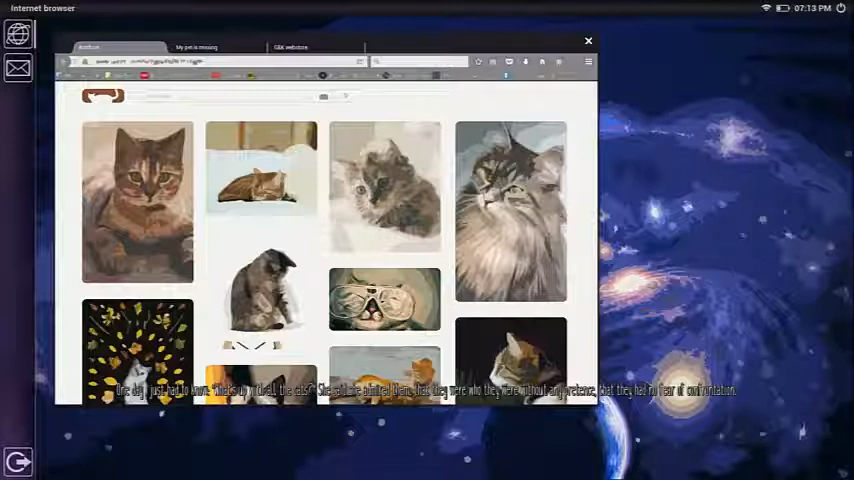 Internet browser
07:13 PM
My pet is missing
G&K webstore
One day I just had to know. "What's up with all the cats?" She said she admired them, that they were who they were without any pretence, that they had no fear of confrontation.